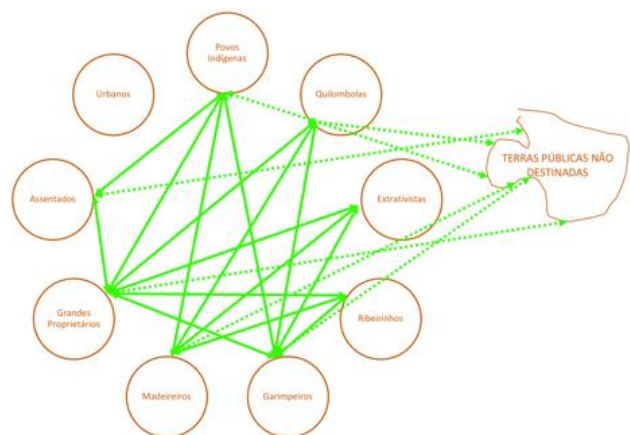 Povos
Indígenas
Urbanos
Quilombolas
TERRAS PÚBLICAS NÃO
DESTINADAS
Assentados
Extrativistas
Grandes
Proprietários
Ribeirinhos
Madeireiros
Garimpeiros